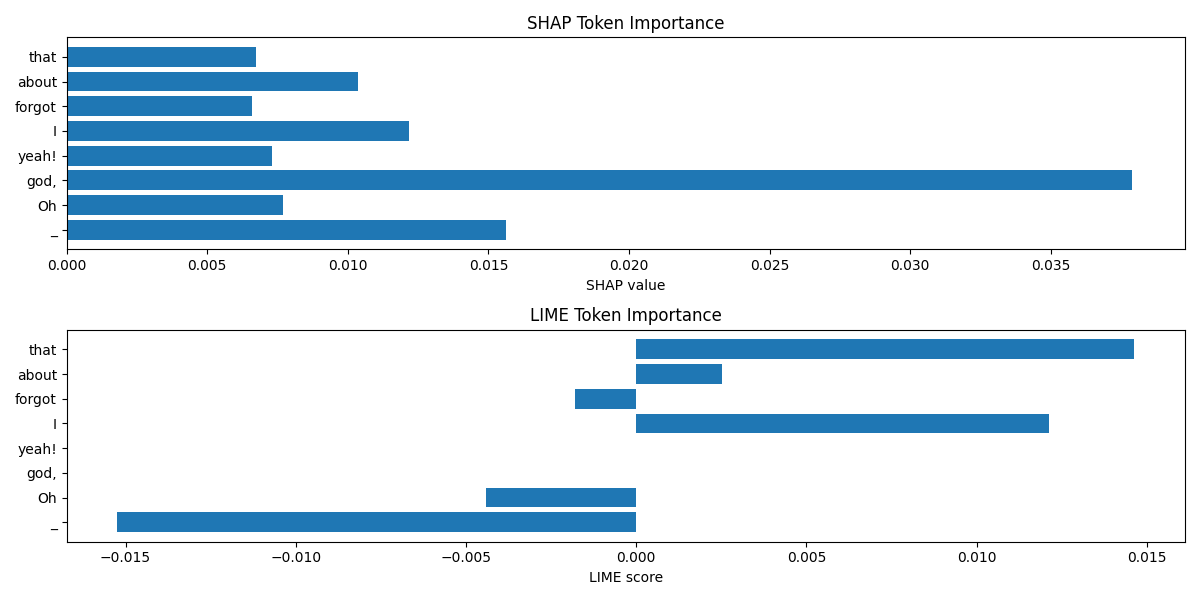 SHAP Token Importance
that
about
forgot
I
yeah!
god,
Oh
_
0.000 0.005 0.010 0.015 0.020 0.025 0.030 0.035
SHAP value
LIME Token Importance
that
about
forgot
I
yeah!
god,
Oh
_
−0.015 −0.010 −0.005 0.000 0.005 0.010 0.015
LIME score